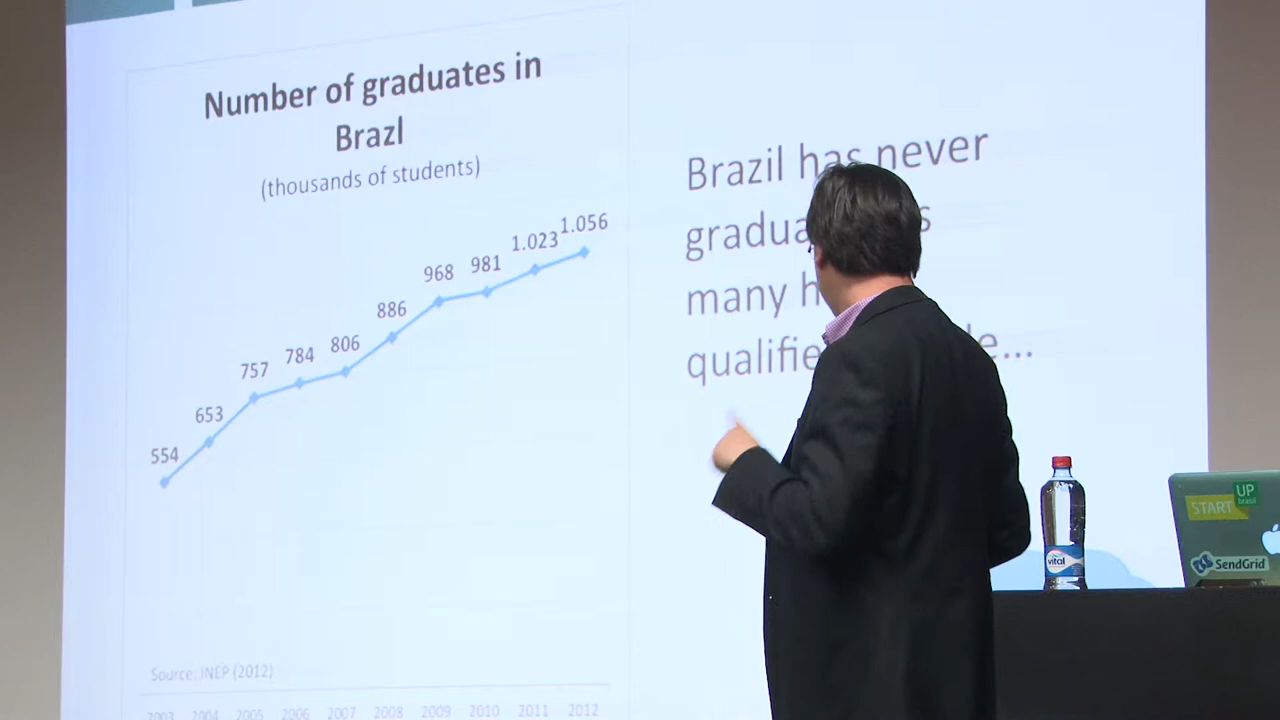 Number of graduates in
Brazl
(thousands of students)
554
653
757
784
806
886
968
981
1.023
1.056
Source: INEP (2012)
2003 2004 2005 2006 2007 2008 2009 2010 2011 2012
Brazil has never
many
vital
START
UP
brasil
SendGrid